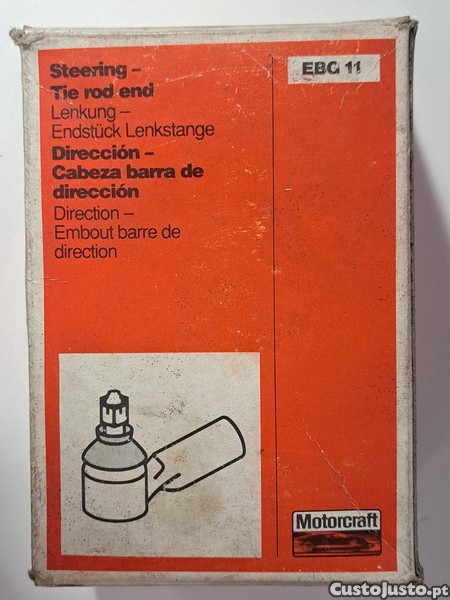 Steering –
Tie rod end
Lenkung –
Endstück Lenkstange
Dirección –
Cabeza barra de
dirección
Direction –
Embout barre de
direction
EBC 11
Motorcraft
CustoJusto.pt